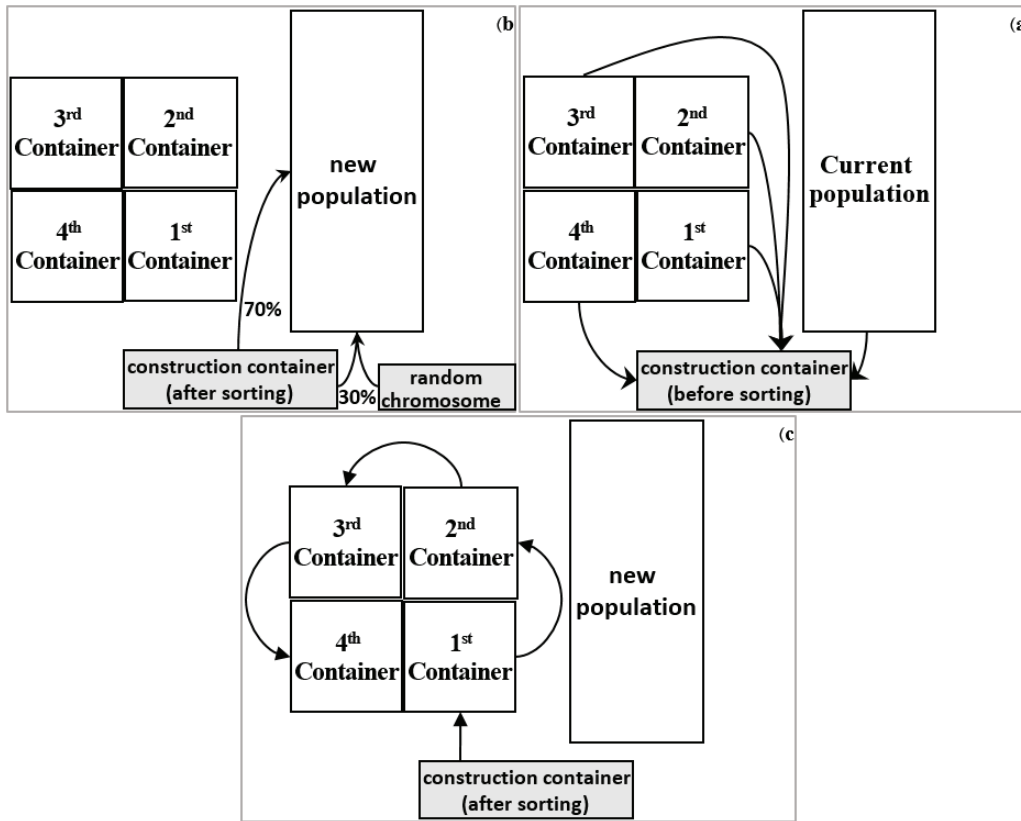 (b
3rd Container
2nd Container
4th Container
1st Container
new
population
70%
construction container
(after sorting)
30%
random
chromosome
(a
3rd Container
2nd Container
4th Container
1st Container
Current
population
construction container
(before sorting)
(c
3rd Container
2nd Container
4th Container
1st Container
new
population
construction container
(after sorting)